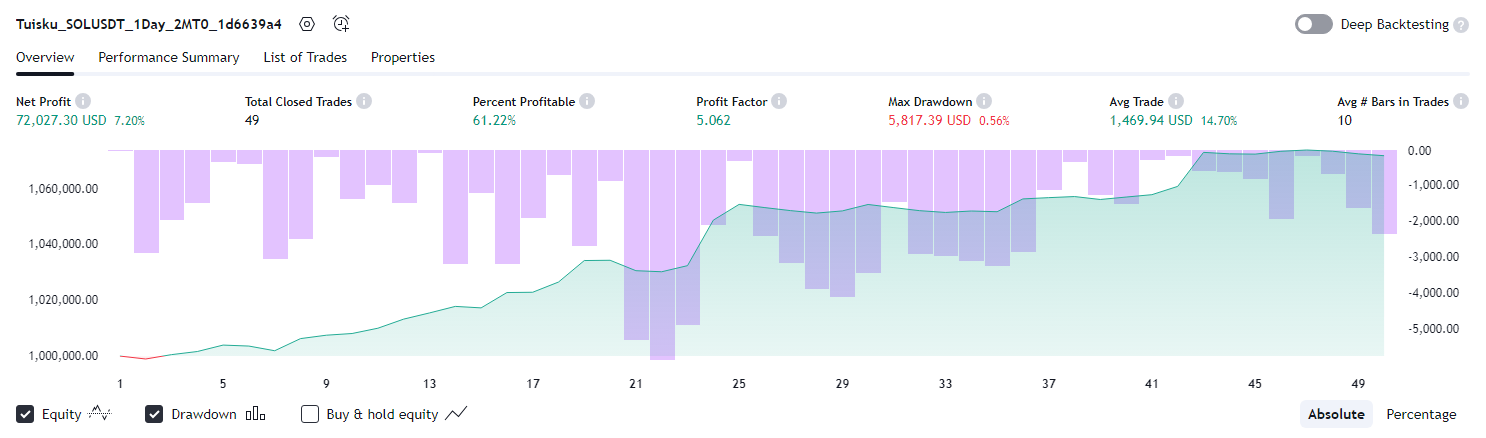 Tuisku_SOLUSDT_1Day_2MT0_1d6639a4 Deep Backtesting ?
Overview Performance Summary List of Trades Properties
Net Profit i Total Closed Trades i Percent Profitable i Profit Factor i Max Drawdown i Avg Trade i Avg # Bars in Trades i
72,027.30 USD 7.20% 49 61.22% 5.062 5,817.39 USD 0.56% 1,469.94 USD 14.70% 10
0.00
1,060,000.00 -1,000.00
-2,000.00
1,040,000.00
-3,000.00
1,020,000.00 -4,000.00
-5,000.00
1,000,000.00
1 5 9 13 17 21 25 29 33 37 41 45 49
Equity Drawdown Buy & hold equity Absolute Percentage